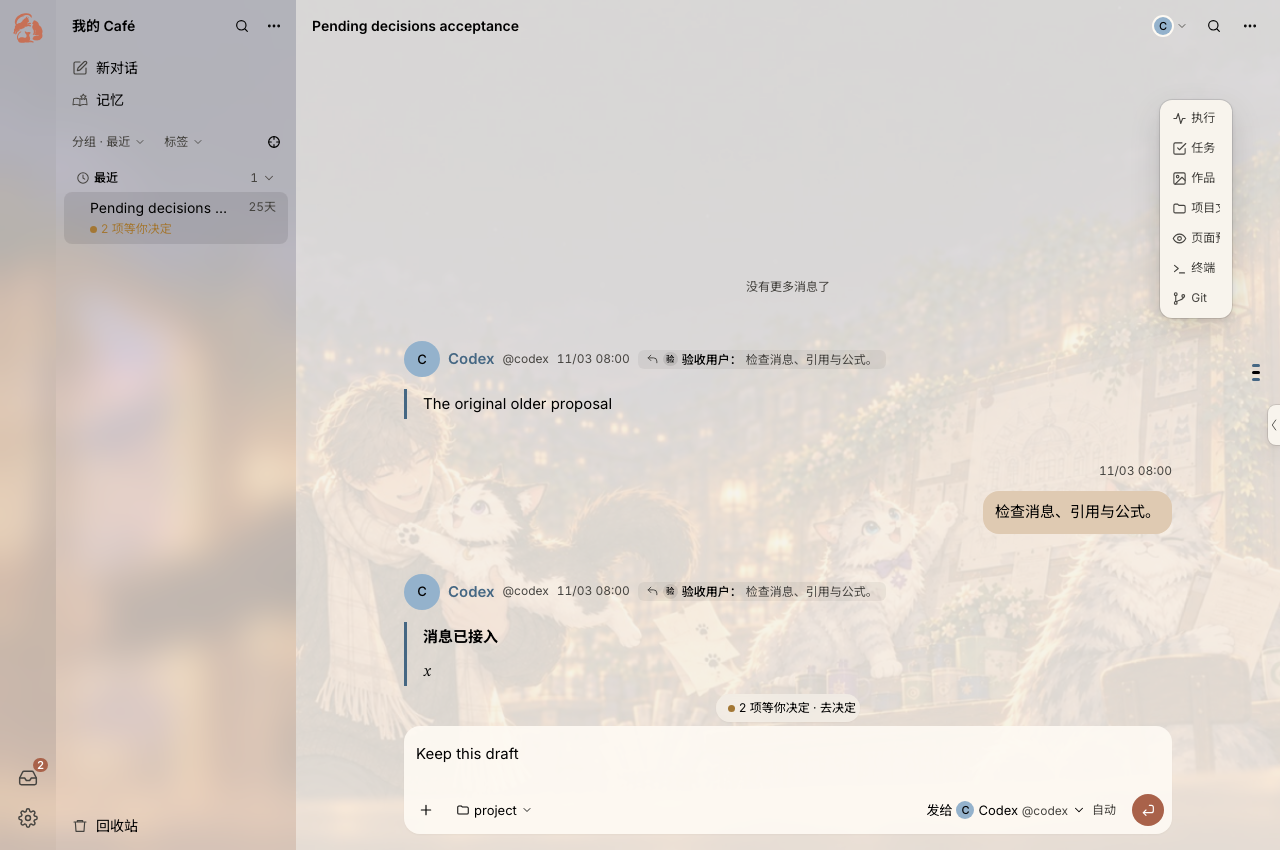 我的 Café
新对话
记忆
分组 · 最近
标签
最近
1
Pending decisions ...
25天
2 项等你决定
2
回收站
Pending decisions acceptance
C
执行
任务
作品
项目
页面
终端
Git
没有更多消息了
C
Codex @codex 11/03 08:00 验 验收用户： 检查消息、引用与公式。
The original older proposal
11/03 08:00
检查消息、引用与公式。
C
Codex @codex 11/03 08:00 验 验收用户： 检查消息、引用与公式。
消息已接入
x
2 项等你决定 · 去决定
Keep this draft
project
发给 C Codex @codex 自动